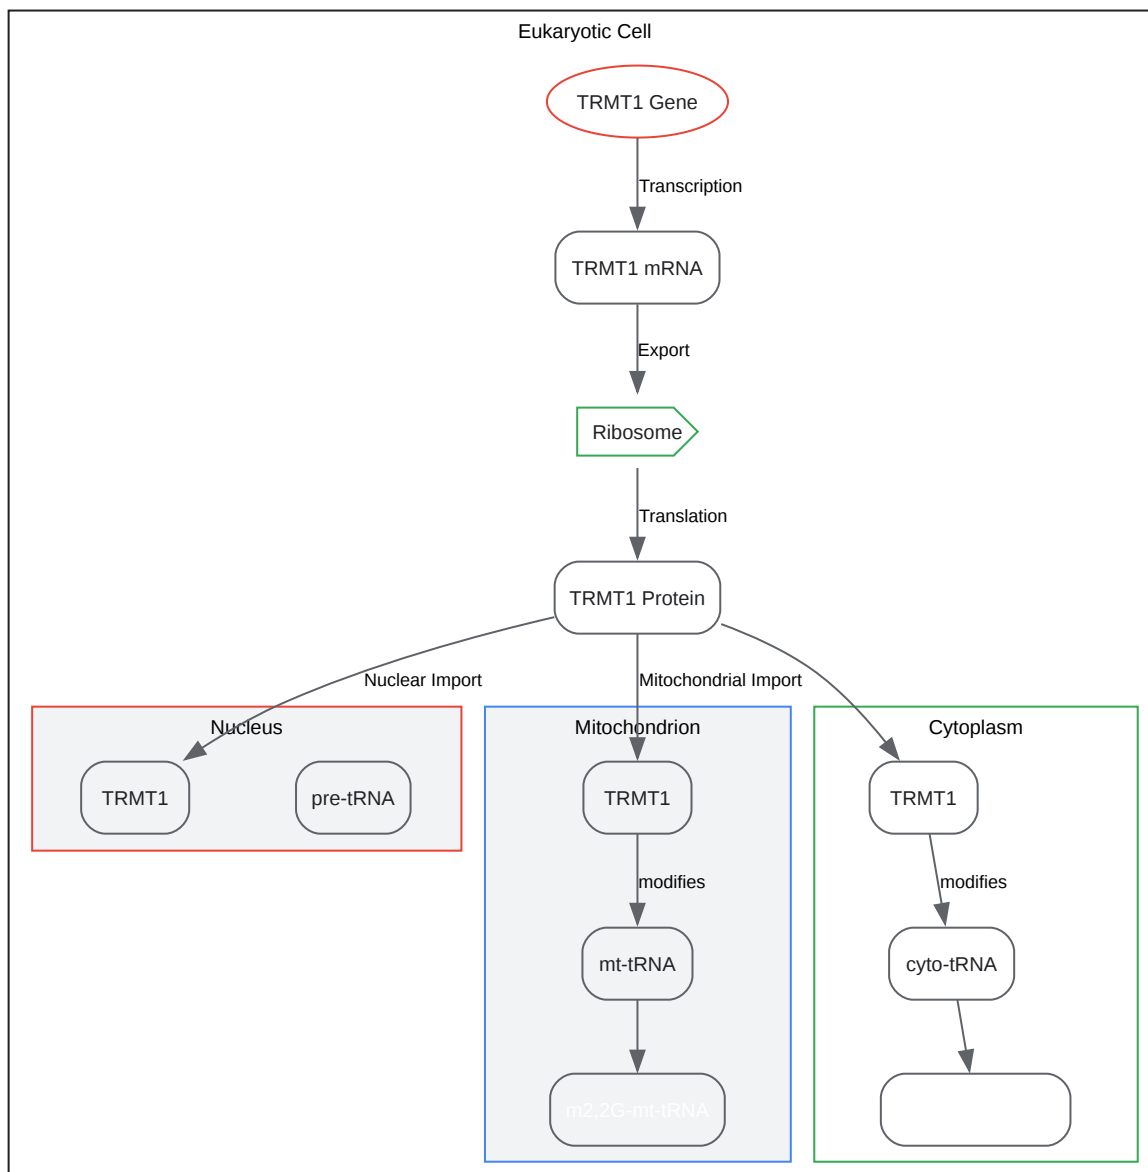 Eukaryotic Cell
TRMT1 Gene
Transcription
TRMT1 mRNA
Export
Ribosome
Translation
TRMT1 Protein
Nuclear Import
Mitochondrial Import
Nucleus
Mitochondrion
Cytoplasm
TRMT1
pre-tRNA
TRMT1
TRMT1
modifies
modifies
mt-tRNA
cyto-tRNA
m2,2G-mt-tRNA